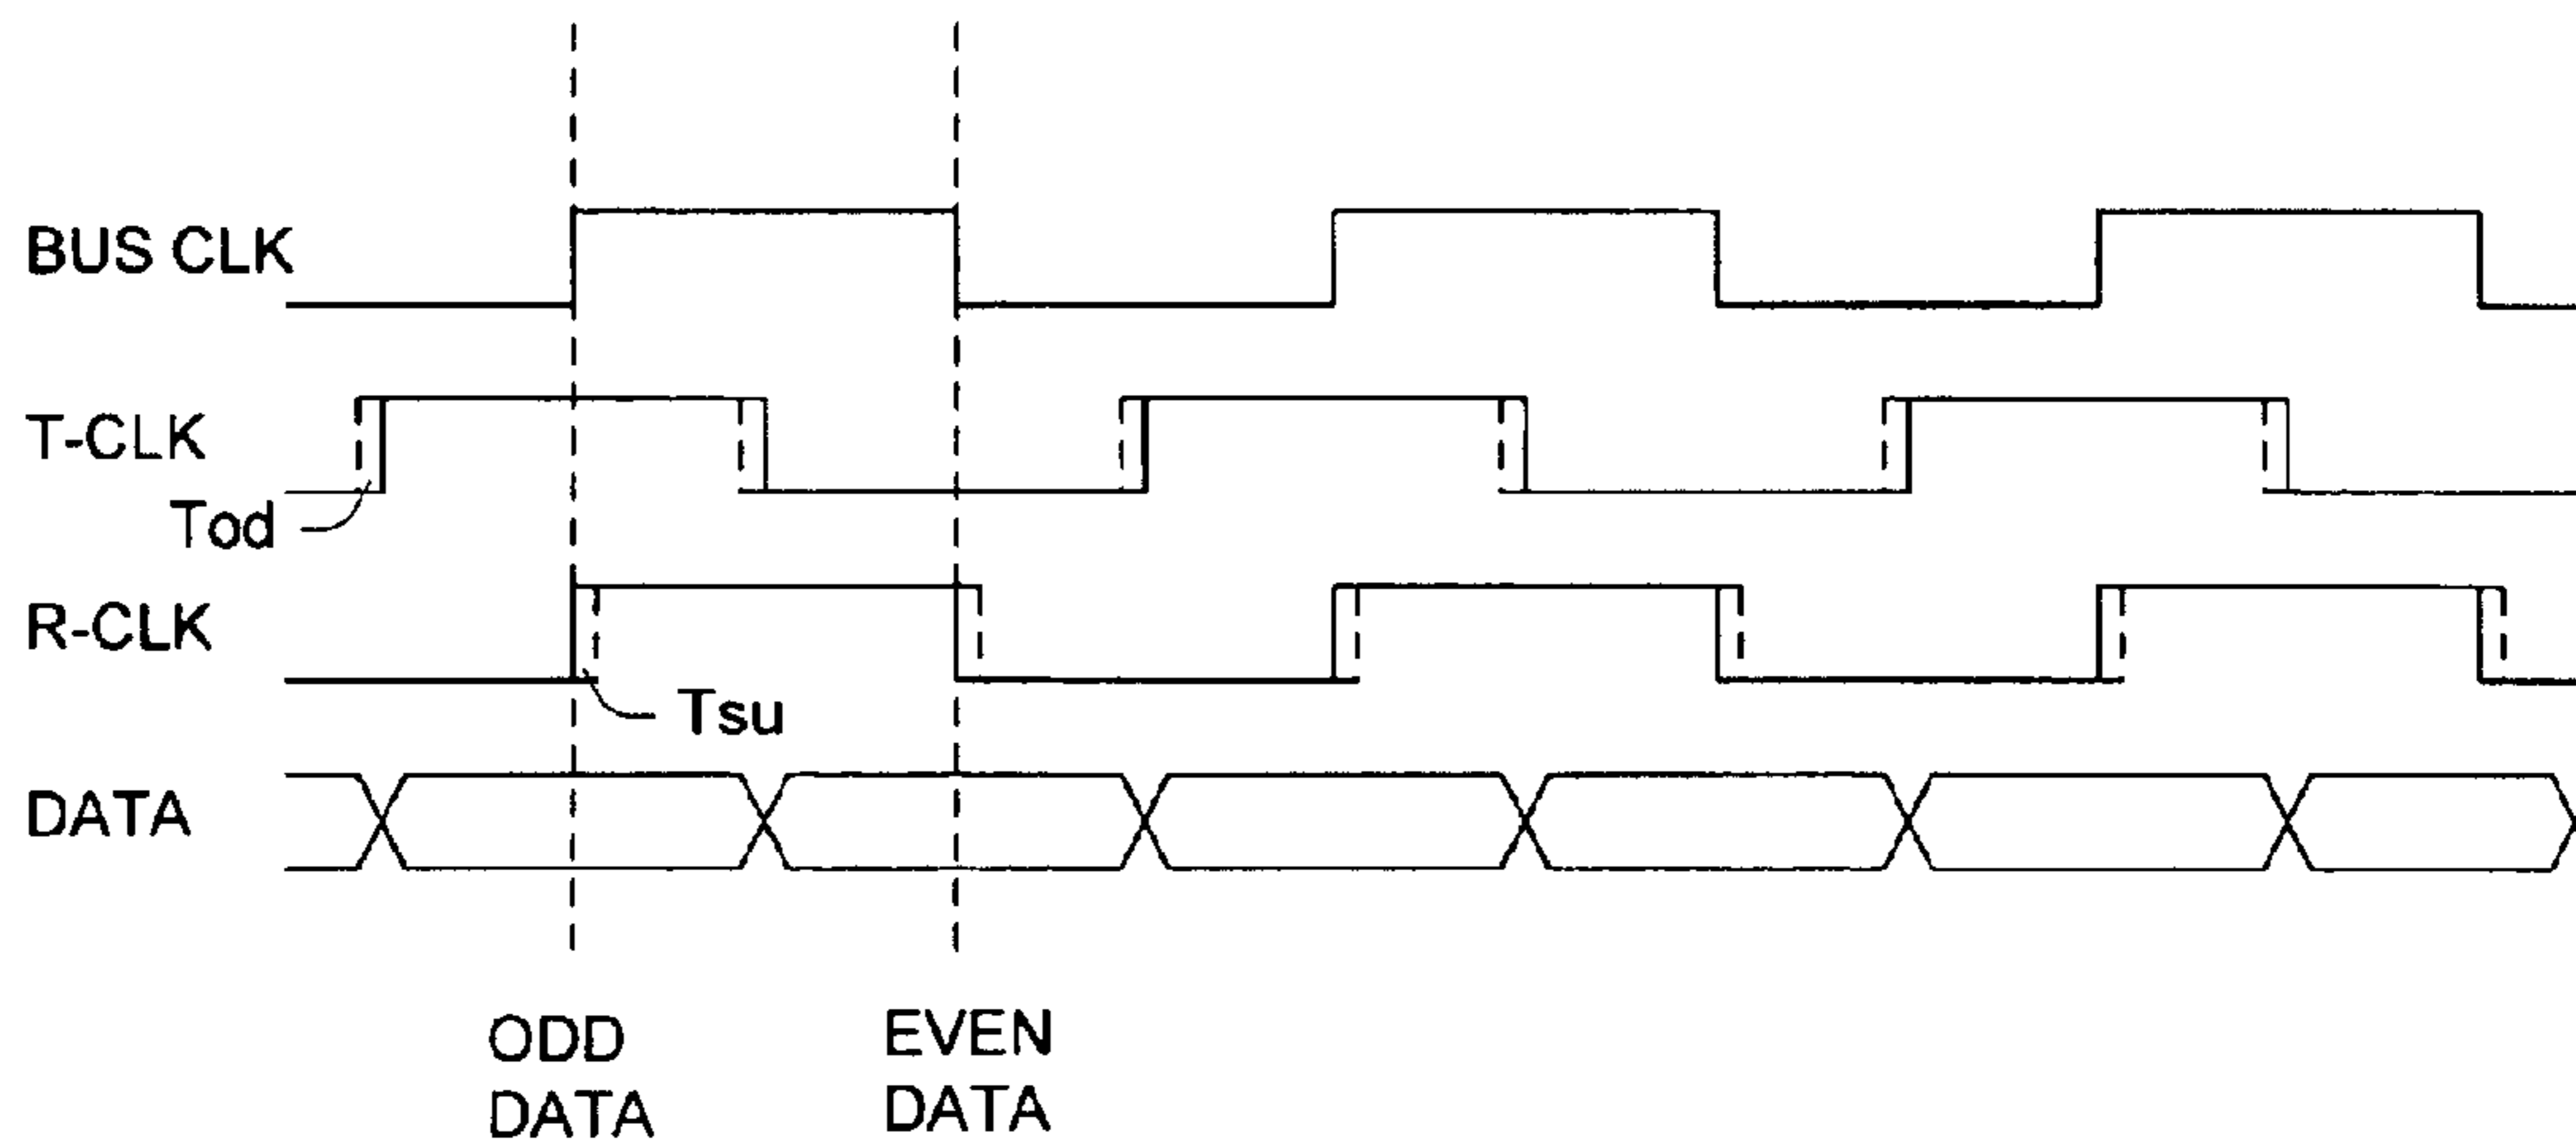 BUS CLK
T-CLK
Tod
R-CLK
Tsu
DATA
ODD
DATA
EVEN
DATA